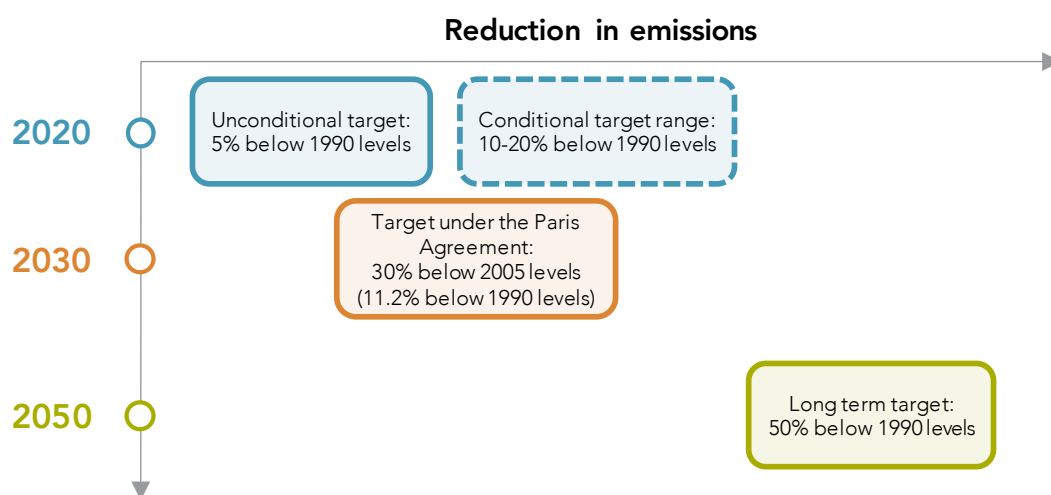 Reduction in emissions
2020
Unconditional target:
5% below 1990 levels
Conditional target range:
10-20% below 1990 levels
2030
Target under the Paris
Agreement:
30% below 2005 levels
(11.2% below 1990 levels)
2050
Long term target:
50% below 1990 levels